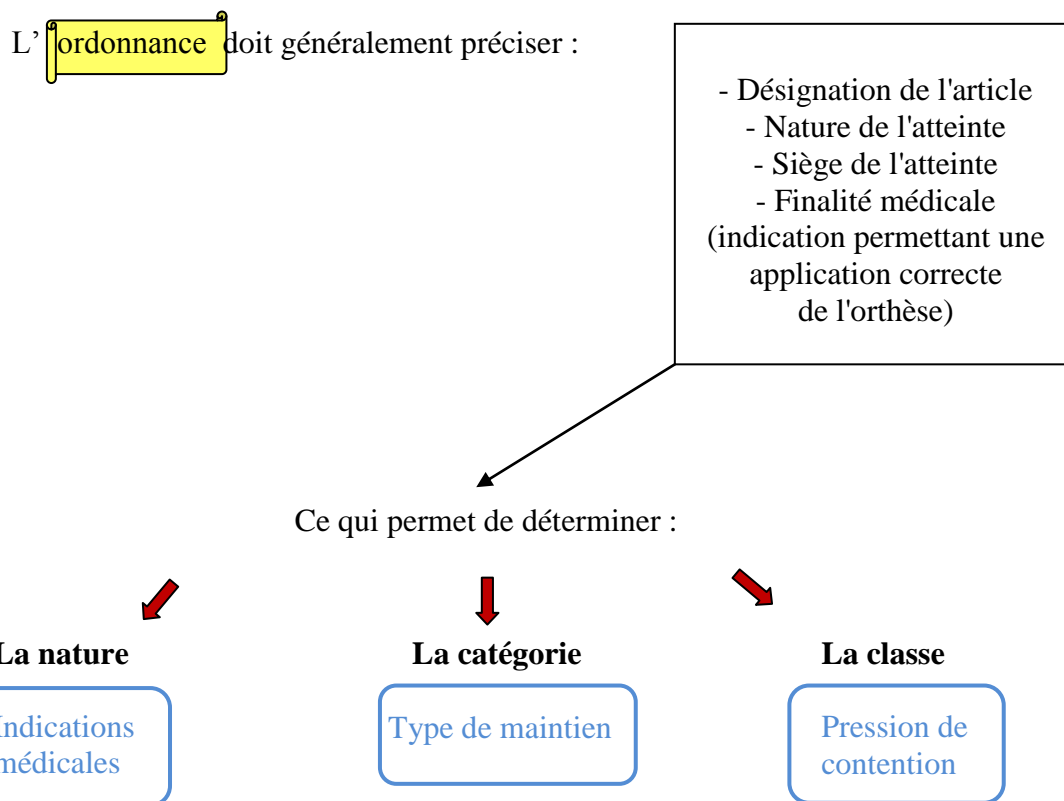 L’ ordonnance doit généralement préciser :
- Désignation de l'article
- Nature de l'atteinte
- Siège de l'atteinte
- Finalité médicale
(indication permettant une
application correcte
de l'orthèse)
Ce qui permet de déterminer :
La nature
La catégorie
La classe
Indications
médicales
Type de maintien
Pression de
contention